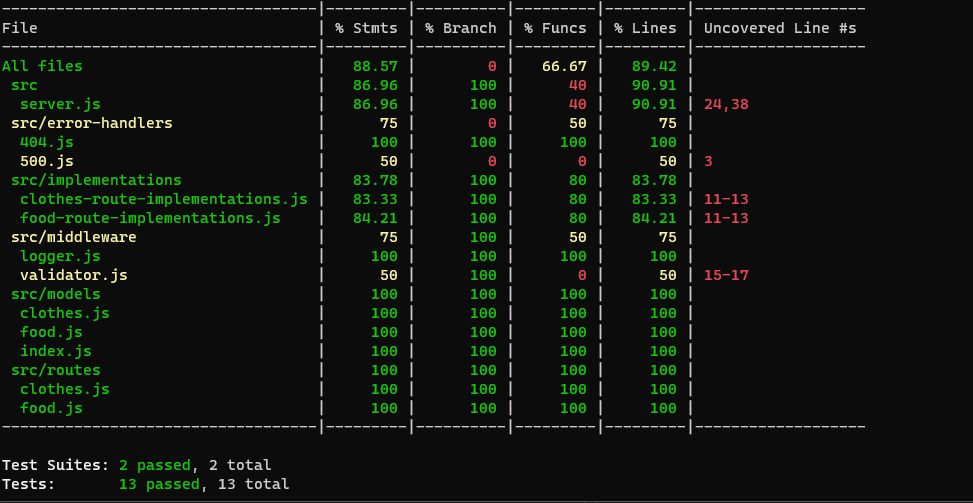 -----------------------------------|---------|----------|---------|---------|-------------------
File                               | % Stmts | % Branch | % Funcs | % Lines | Uncovered Line #s
-----------------------------------|---------|----------|---------|---------|-------------------
All files                          |   88.57 |        0 |   66.67 |   89.42 |
 src                               |   86.96 |      100 |      40 |   90.91 |
  server.js                        |   86.96 |      100 |      40 |   90.91 | 24,38
 src/error-handlers                |      75 |        0 |      50 |      75 |
  404.js                           |     100 |      100 |     100 |     100 |
  500.js                           |      50 |        0 |       0 |      50 | 3
 src/implementations               |   83.78 |      100 |      80 |   83.78 |
  clothes-route-implementations.js |   83.33 |      100 |      80 |   83.33 | 11-13
  food-route-implementations.js    |   84.21 |      100 |      80 |   84.21 | 11-13
 src/middleware                    |      75 |      100 |      50 |      75 |
  logger.js                        |     100 |      100 |     100 |     100 |
  validator.js                     |      50 |      100 |       0 |      50 | 15-17
 src/models                        |     100 |      100 |     100 |     100 |
  clothes.js                       |     100 |      100 |     100 |     100 |
  food.js                          |     100 |      100 |     100 |     100 |
  index.js                         |     100 |      100 |     100 |     100 |
 src/routes                        |     100 |      100 |     100 |     100 |
  clothes.js                       |     100 |      100 |     100 |     100 |
  food.js                          |     100 |      100 |     100 |     100 |
-----------------------------------|---------|----------|---------|---------|-------------------
Test Suites: 2 passed, 2 total
Tests:       13 passed, 13 total